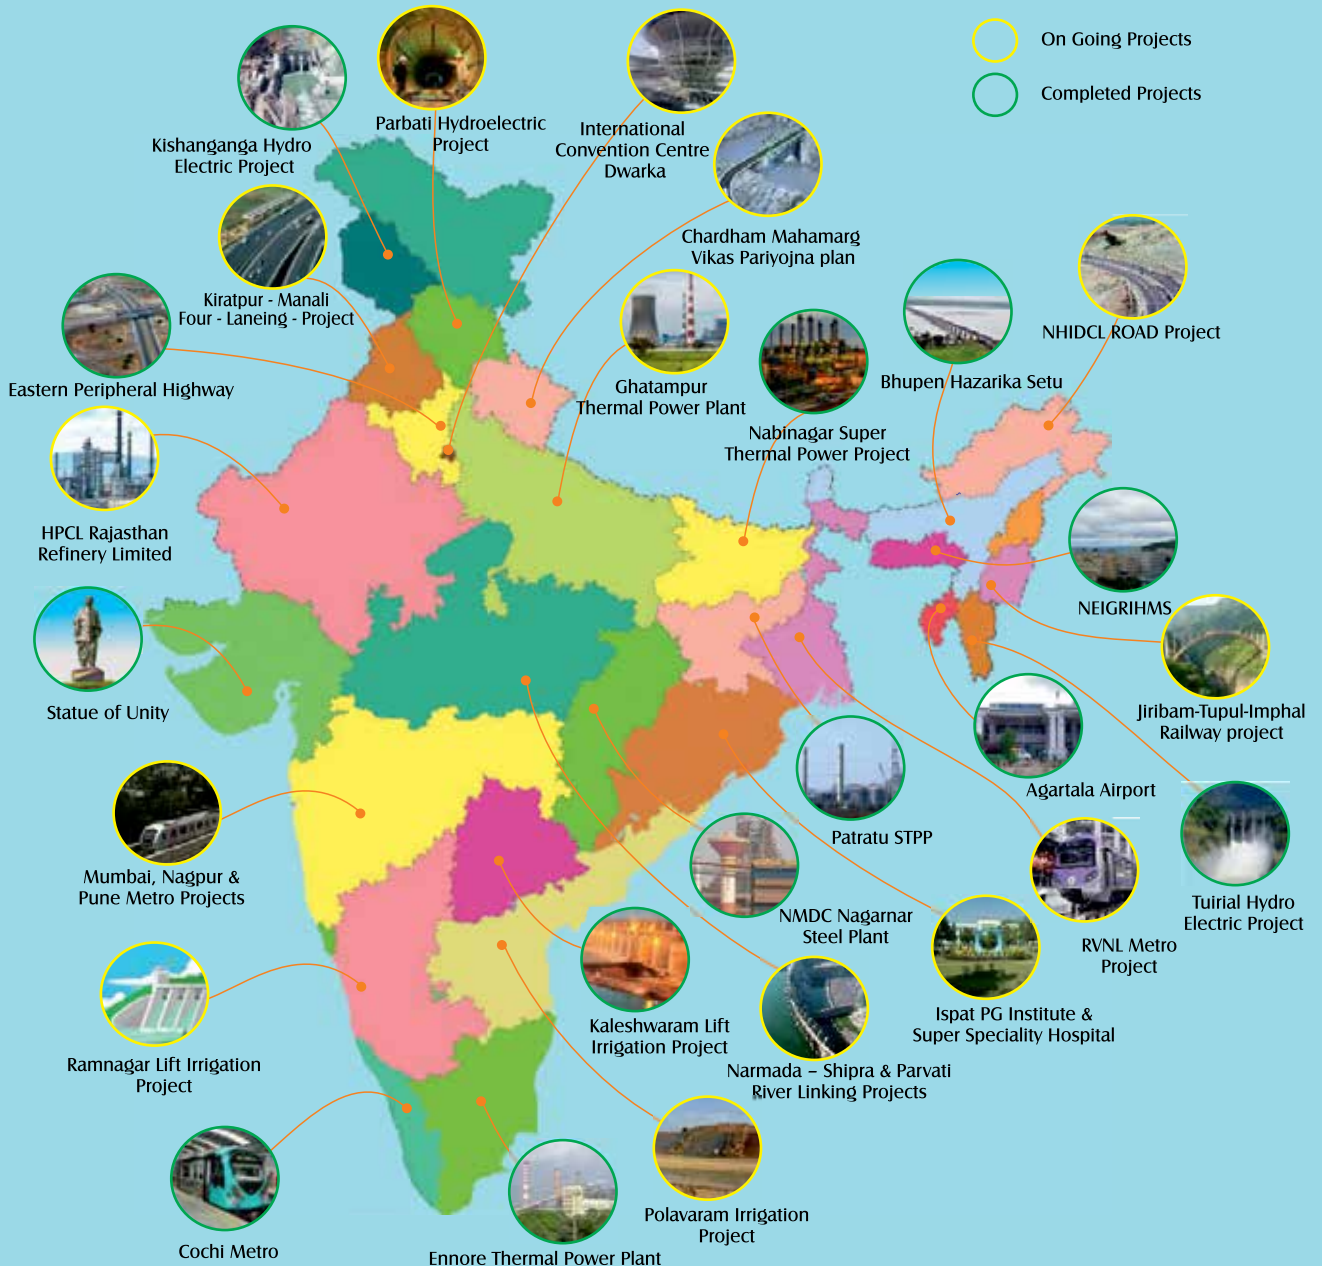 On Going Projects
Completed Projects
Kishanganga Hydro
Electric Project
Parbati Hydroelectric
Project
International
Convention Centre
Dwarka
Chardham Mahamarg
Vikas Pariyojna plan
Kiratpur - Manali
Four - Laneing - Project
Eastern Peripheral Highway
Ghatampur
Thermal Power Plant
Nabinagar Super
Thermal Power Project
Bhupen Hazarika Setu
NHIDCL ROAD Project
HPCL Rajasthan
Refinery Limited
NEIGRIHMS
Statue of Unity
Jiribam-Tupul-Imphal
Railway project
Agartala Airport
Patratu STPP
Mumbai, Nagpur &
Pune Metro Projects
NMDC Nagarnar
Steel Plant
Tuirial Hydro
Electric Project
RVNL Metro
Project
Ispat PG Institute &
Super Speciality Hospital
Kaleshwaram Lift
Irrigation Project
Narmada – Shipra & Parvati
River Linking Projects
Ramnagar Lift Irrigation
Project
Polavaram Irrigation
Project
Cochi Metro
Ennore Thermal Power Plant